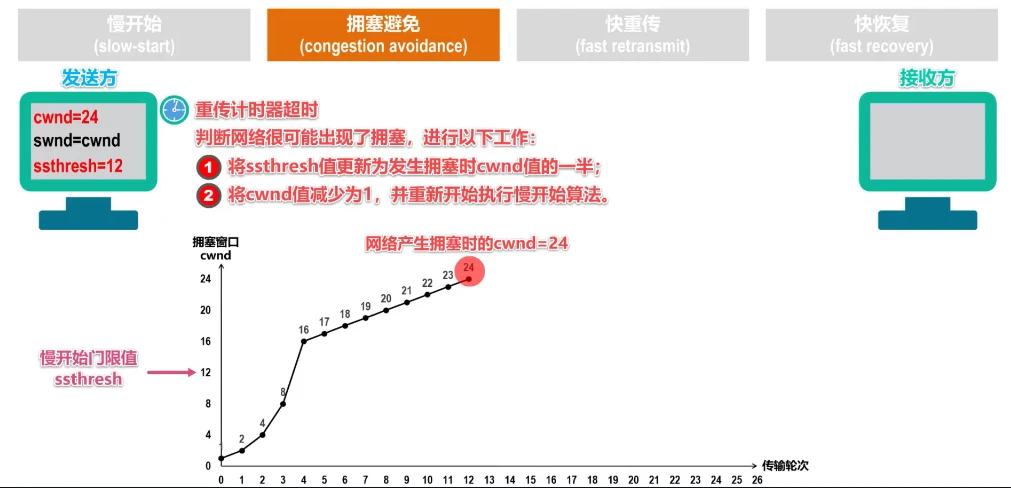 慢开始
(slow-start)
拥塞避免
(congestion avoidance)
快重传
(fast retransmit)
快恢复
(fast recovery)
发送方
接收方
cwnd=24
swnd=cwnd
ssthresh=12
重传计时器超时
判断网络很可能出现了拥塞，进行以下工作：
1 将ssthresh值更新为发生拥塞时cwnd值的一半；
2 将cwnd值减少为1，并重新开始执行慢开始算法。
网络产生拥塞时的cwnd=24
拥塞窗口
cwnd
24
20
16
12
8
4
0
慢开始门限值
ssthresh
2
4
8
16
17
18
19
20
21
22
23
24
传输轮次
0 1 2 3 4 5 6 7 8 9 10 11 12 13 14 15 16 17 18 19 20 21 22 23 24 25 26